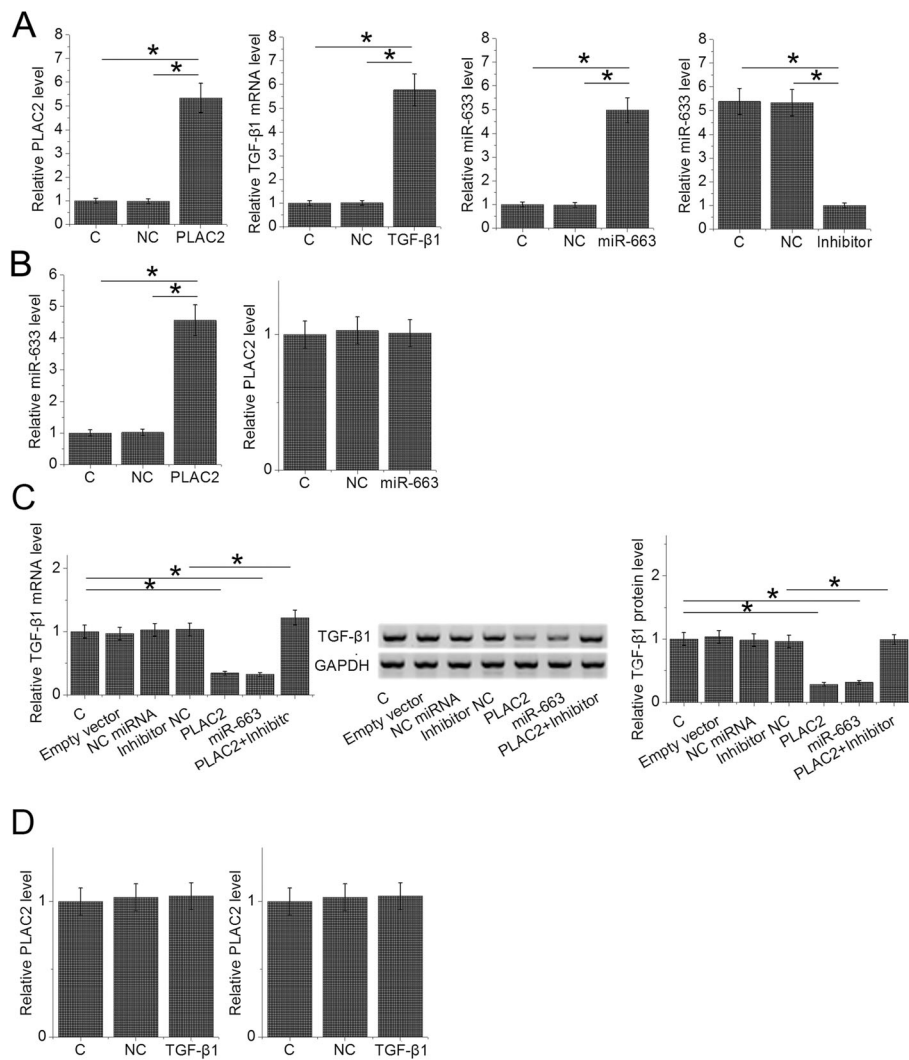 A
Relative PLAC2 level
8
7
6
5
4
3
2
1
0
*
*
C NC PLAC2
Relative TGF-β1 mRNA level
8
7
6
5
4
3
2
1
0
*
*
C NC TGF-β1
Relative miR-633 level
8
7
6
5
4
3
2
1
0
*
*
C NC miR-663
Relative miR-633 level
8
7
6
5
4
3
2
1
0
*
*
C NC Inhibitor
B
Relative miR-633 level
6
5
4
3
2
1
0
*
*
C NC PLAC2
Relative PLAC2 level
1
0
C NC miR-663
C
Relative TGF-β1 mRNA level
2
1
0
*
*
*
C
Empty vector
NC miRNA
Inhibitor NC
PLAC2
miR-663
PLAC2+Inhibitc
TGF-β1
GAPDH
C
Empty vector
NC miRNA
Inhibitor NC
PLAC2
miR-663
PLAC2+Inhibitor
Relative TGF-β1 protein level
2
1
0
*
*
*
C
Empty vector
NC miRNA
Inhibitor NC
PLAC2
miR-663
PLAC2+Inhibitor
D
Relative PLAC2 level
1
0
C NC TGF-β1
Relative PLAC2 level
1
0
C NC TGF-β1